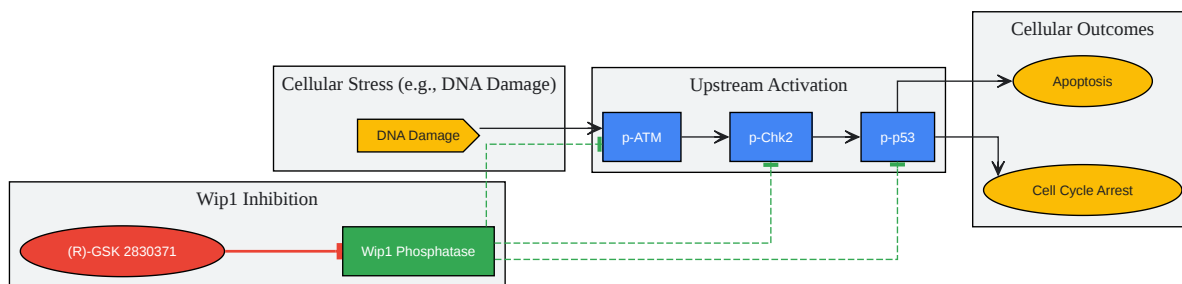 Cellular Outcomes
Apoptosis
Cell Cycle Arrest
Cellular Stress (e.g., DNA Damage)
DNA Damage
Upstream Activation
p-ATM
p-Chk2
p-p53
Wip1 Inhibition
(R)-GSK 2830371
Wip1 Phosphatase